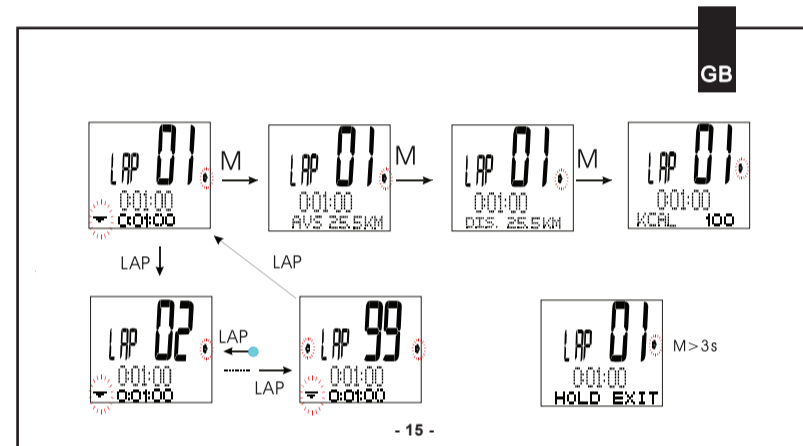 GB
LAP 01
0:01:00
0:01:00
M
LAP 01
0:01:00
AVS 25.5KM
M
LAP 01
0:01:00
DIS. 25.5KM
M
LAP 01
0:01:00
KCAL 100
LAP
LAP
LAP 02
0:01:00
0:01:00
LAP
LAP
LAP 99
0:01:00
0:01:00
LAP 01
0:01:00
HOLD EXIT
M>3s
- 15 -